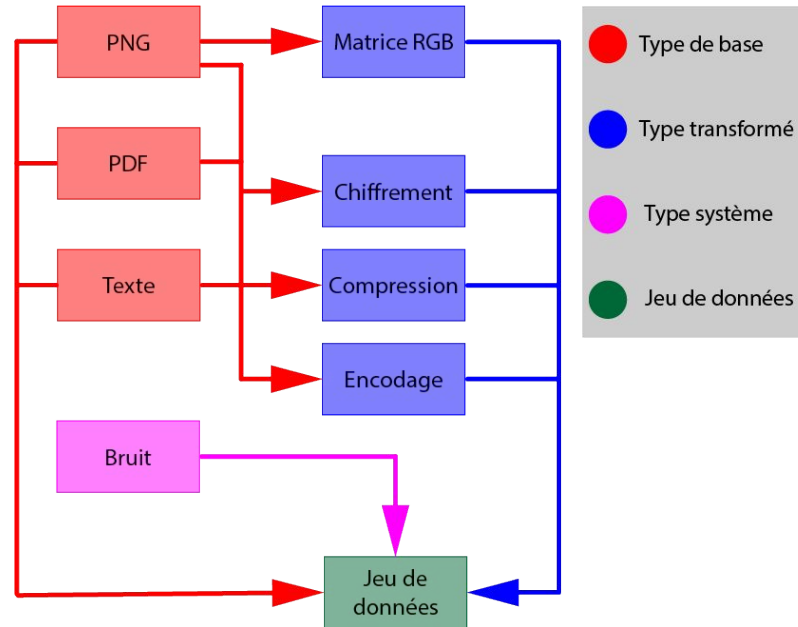 PNG
Matrice RGB
Type de base
PDF
Chiffrement
Type transformé
Texte
Compression
Type système
Encodage
Jeu de données
Bruit
Jeu de
données